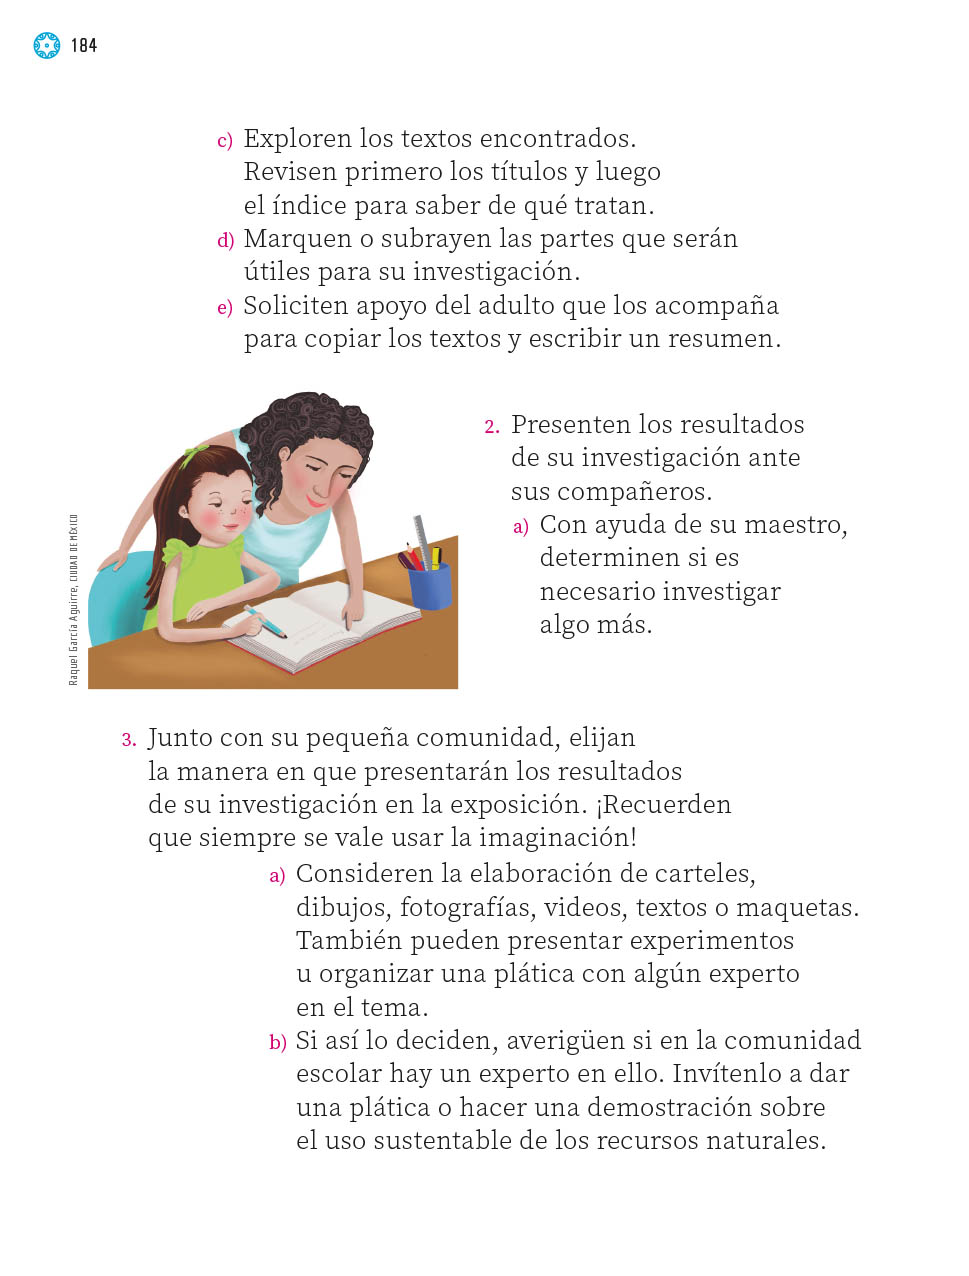 184
c) Exploren los textos encontrados.
Revisen primero los títulos y luego
el índice para saber de qué tratan.
d) Marquen o subrayen las partes que serán
útiles para su investigación.
e) Soliciten apoyo del adulto que los acompaña
para copiar los textos y escribir un resumen.
2. Presenten los resultados
de su investigación ante
sus compañeros.
a) Con ayuda de su maestro,
determinen si es
necesario investigar
algo más.
Raquel García Aguirre, CIUDAD DE MÉXICO
3. Junto con su pequeña comunidad, elijan
la manera en que presentarán los resultados
de su investigación en la exposición. ¡Recuerden
que siempre se vale usar la imaginación!
a) Consideren la elaboración de carteles,
dibujos, fotografías, videos, textos o maquetas.
También pueden presentar experimentos
u organizar una plática con algún experto
en el tema.
b) Si así lo deciden, averigüen si en la comunidad
escolar hay un experto en ello. Invítenlo a dar
una plática o hacer una demostración sobre
el uso sustentable de los recursos naturales.